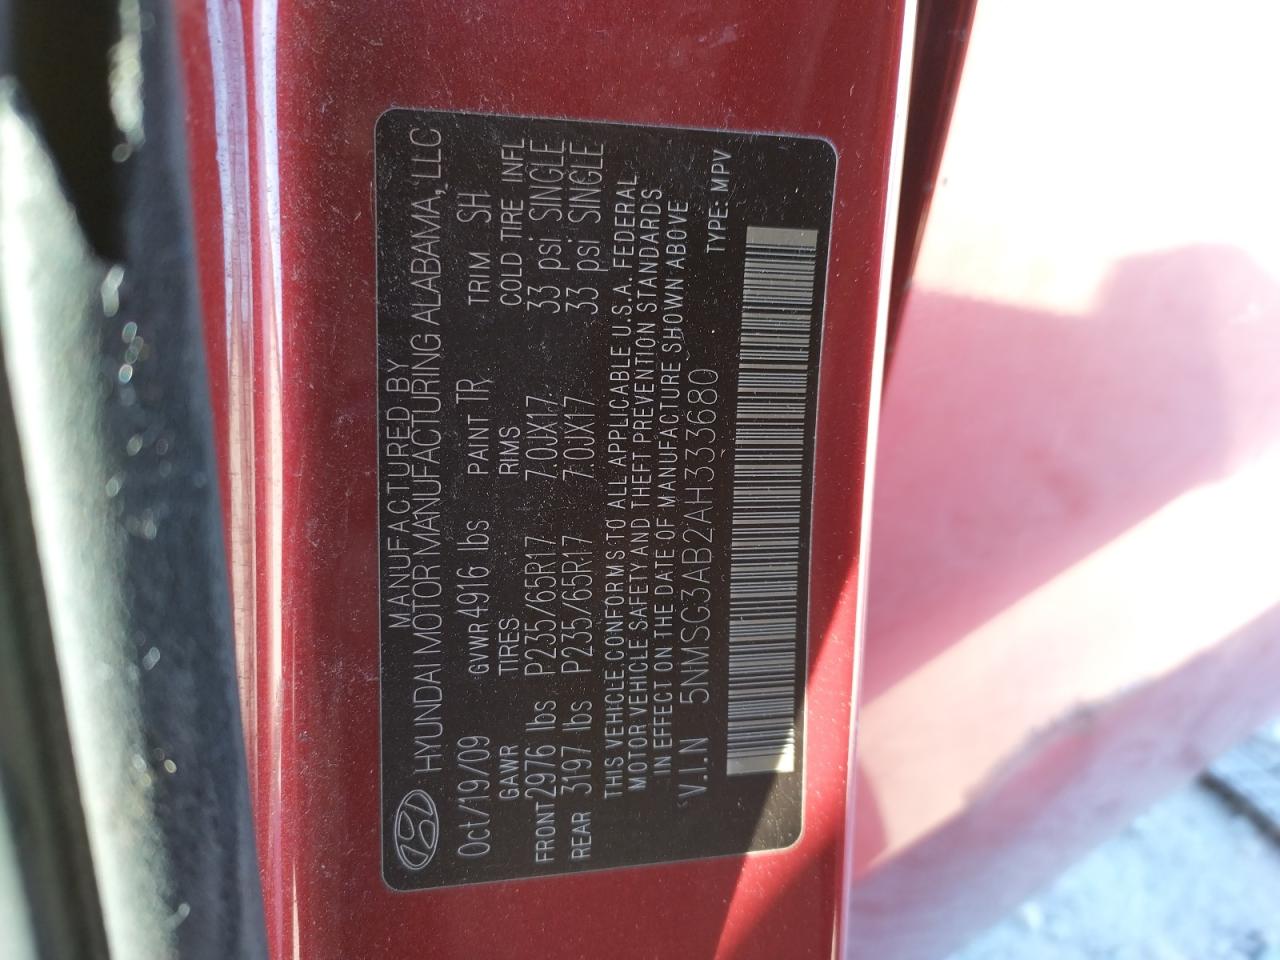 MANUFACTURED BY
HYUNDAI MOTOR MANUFACTURING ALABAMA, LLC
Oct/19/09 GVWR 4916 lbs PAINT TR TRIM SH
GAWR TIRES RIMS COLD TIRE INFL
FRONT 2976 lbs P235/65R17 7.0JX17 33 psi SINGLE
REAR 3197 lbs P235/65R17 7.0JX17 33 psi SINGLE
THIS VEHICLE CONFORMS TO ALL APPLICABLE U.S.A. FEDERAL
MOTOR VEHICLE SAFETY AND THEFT PREVENTION STANDARDS
IN EFFECT ON THE DATE OF MANUFACTURE SHOWN ABOVE
V.I.N 5NMSG3AB2AH333680
TYPE: MPV